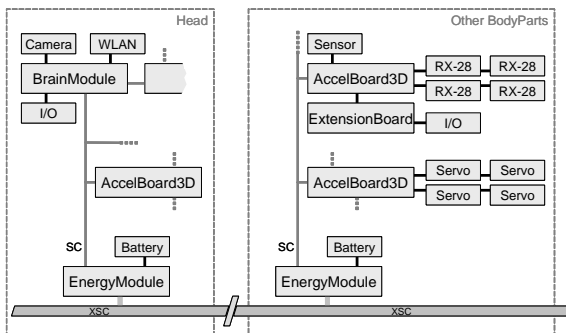 Head
Camera
WLAN
BrainModule
I/O
AccelBoard3D
SC
Battery
EnergyModule
XSC
Other BodyParts
Sensor
AccelBoard3D
RX-28
RX-28
RX-28
RX-28
ExtensionBoard
I/O
AccelBoard3D
Servo
Servo
Servo
Servo
SC
Battery
EnergyModule
XSC